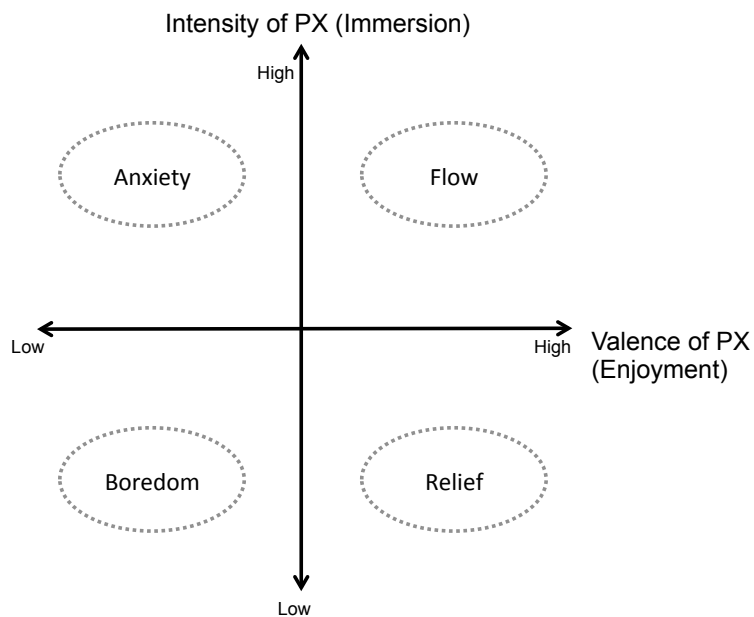 Intensity of PX (Immersion)
High
Anxiety
Flow
Low
High
Valence of PX
(Enjoyment)
Boredom
Relief
Low